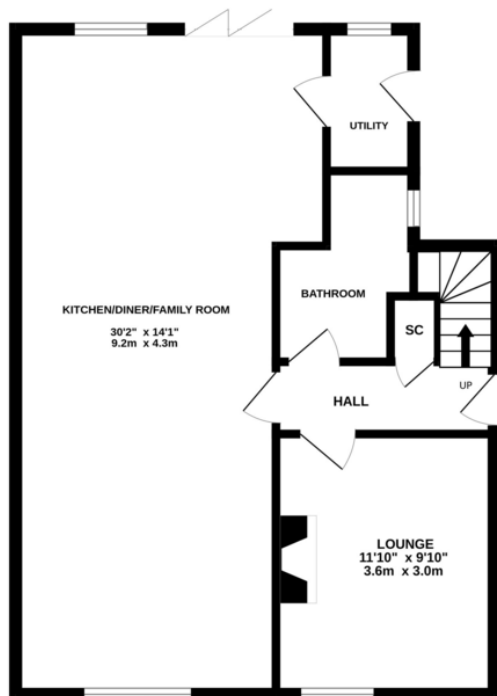 UTILITY
KITCHEN/DINER/FAMILY ROOM
30'2" x 14'1"
9.2m x 4.3m
BATHROOM
SC
UP
HALL
LOUNGE
11'10" x 9'10"
3.6m x 3.0m